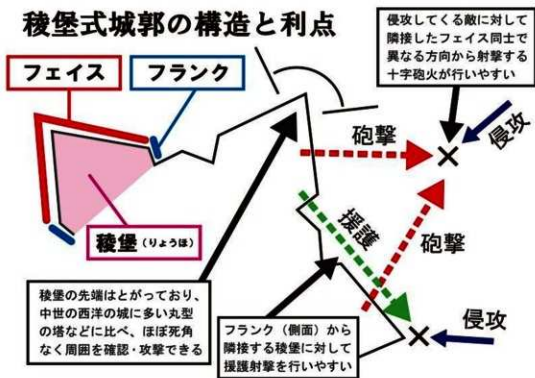 稜堡式城郭の構造と利点
フェイス
フランク
稜堡(りょうほ)
侵攻してくる敵に対して
隣接したフェイス同士で
異なる方向から射撃する
十字砲火が行いやすい
砲撃
侵攻
援護
砲撃
侵攻
稜堡の先端はとがっており、
中世の西洋の城に多い丸型
の塔などに比べ、ほぼ死角
なく周囲を確認・攻撃できる
フランク(側面)から
隣接する稜堡に対して
援護射撃を行いやすい